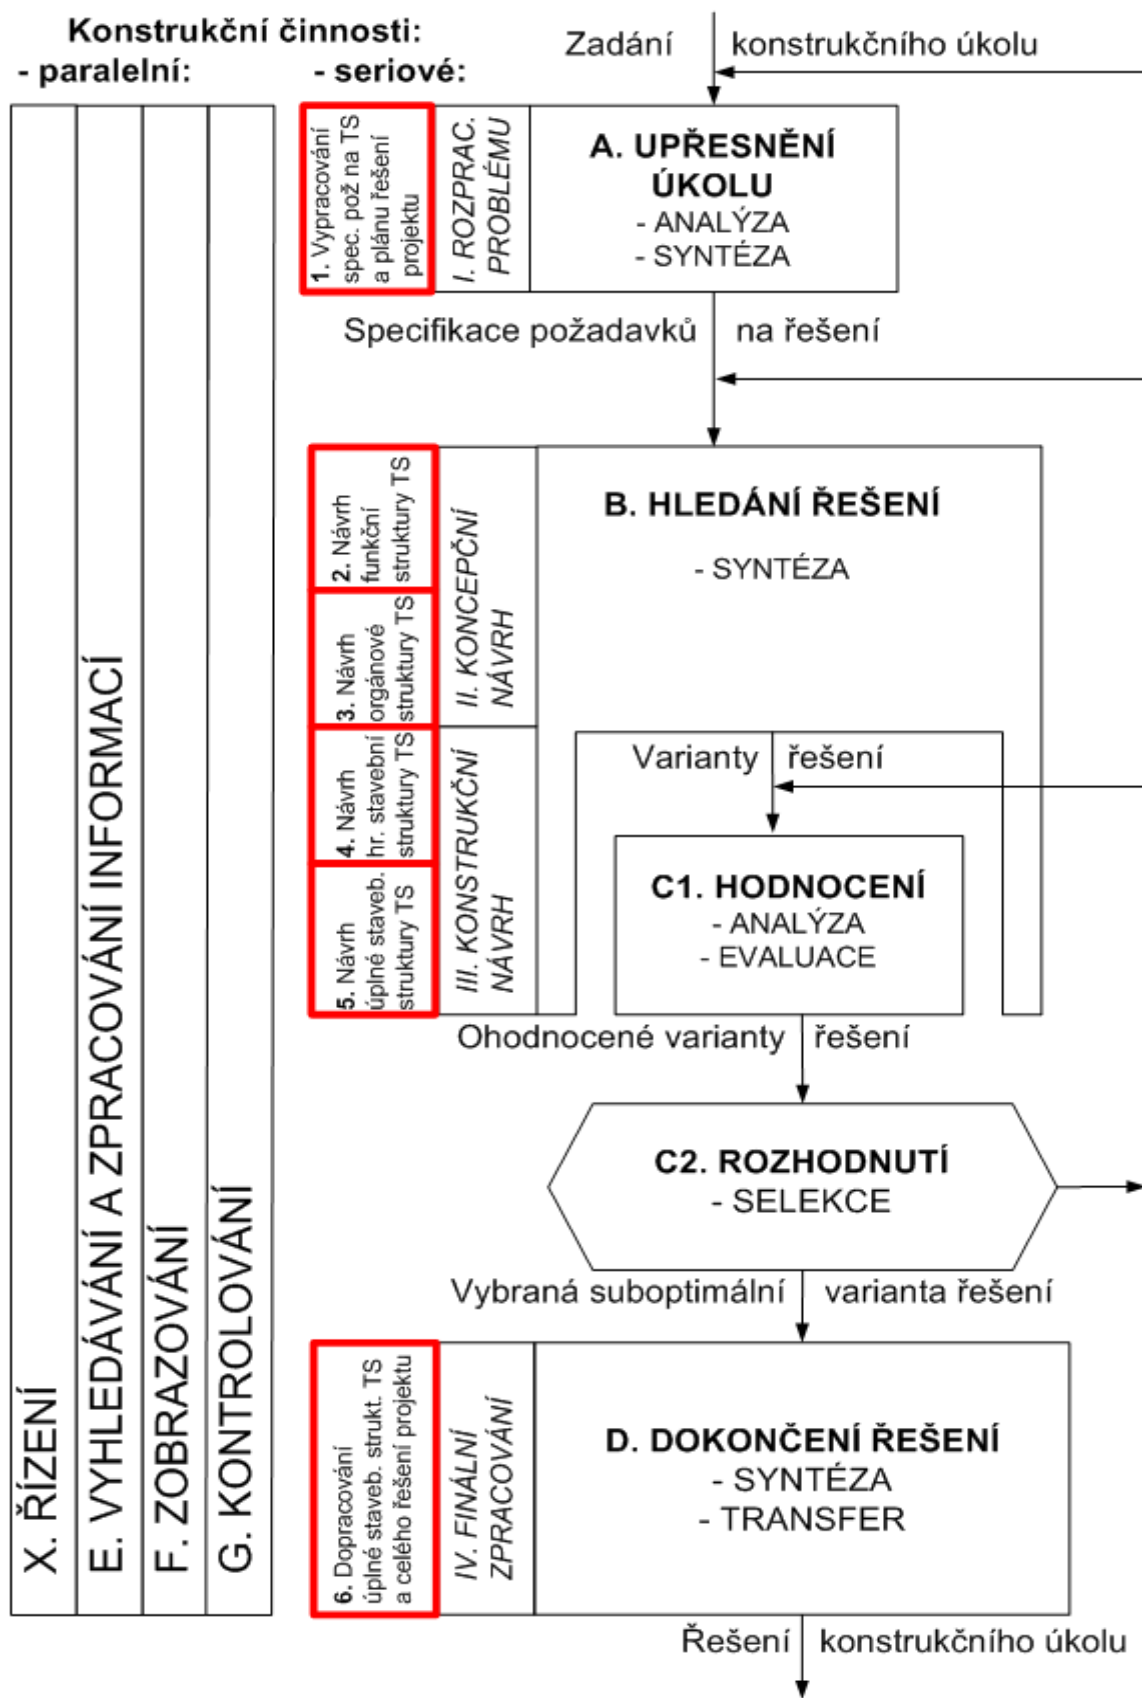 Konstrukční činnosti:
- paralelní:
- seriové:
Zadání konstrukčního úkolu
X. ŘÍZENÍ
E. VYHLEDÁVÁNÍ A ZPRACOVÁNÍ INFORMACÍ
F. ZOBRAZOVÁNÍ
G. KONTROLOVÁNÍ
1. Vypracování
spec. pož na TS
a plánu řešení
projektu
I. ROZPRAC.
PROBLÉMU
A. UPŘESNĚNÍ
ÚKOLU
- ANALÝZA
- SYNTÉZA
Specifikace požadavků na řešení
2. Návrh
funkční
struktury TS
3. Návrh
orgánové
struktury TS
II. KONCEPČNÍ
NÁVRH
B. HLEDÁNÍ ŘEŠENÍ
- SYNTÉZA
4. Návrh
hr. stavební
struktury TS
5. Návrh
úplné staveb.
struktury TS
III. KONSTRUKČNÍ
NÁVRH
Varianty řešení
C1. HODNOCENÍ
- ANALÝZA
- EVALUACE
Ohodnocené varianty řešení
C2. ROZHODNUTÍ
- SELEKCE
Vybraná suboptimální varianta řešení
6. Dopracování
úplné staveb. strukt. TS
a celého řešení projektu
IV. FINÁLNÍ
ZPRACOVÁNÍ
D. DOKONČENÍ ŘEŠENÍ
- SYNTÉZA
- TRANSFER
Řešení konstrukčního úkolu